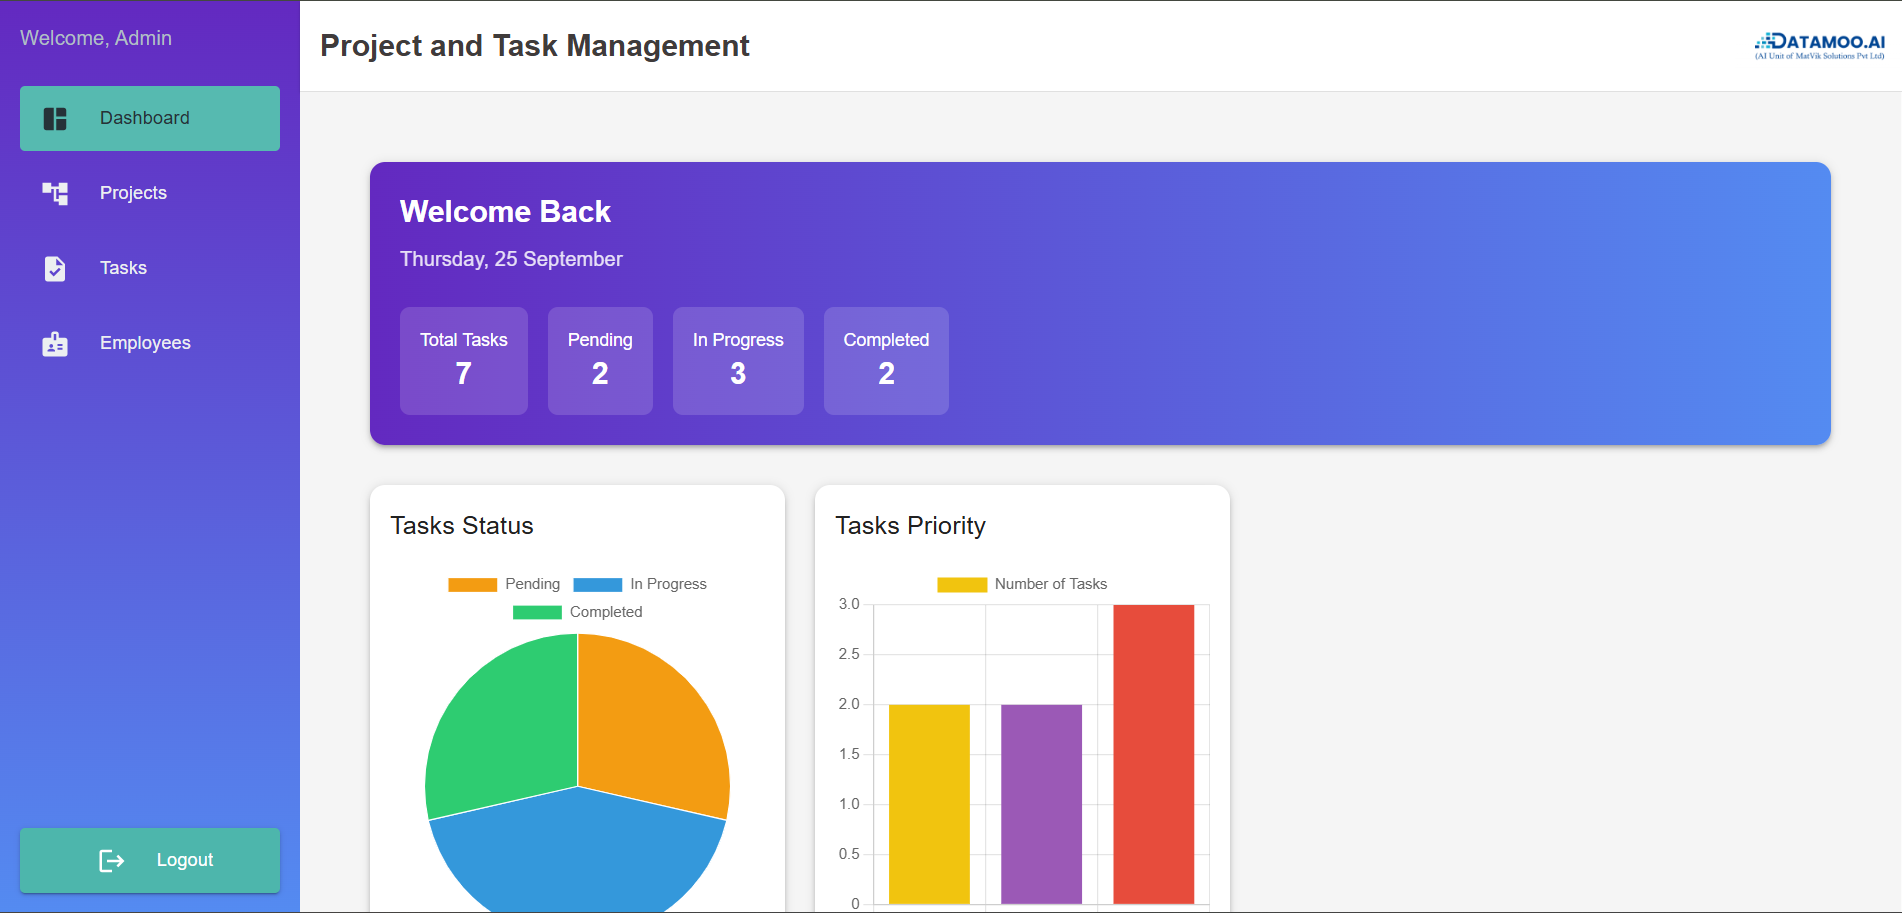 Welcome, Admin
Dashboard
Projects
Tasks
Employees
Logout
Project and Task Management
DATAMOO.AI
(AI Unit of MatVik Solutions Pvt Ltd)
Welcome Back
Thursday, 25 September
Total Tasks
7
Pending
2
In Progress
3
Completed
2
Tasks Status
Pending
In Progress
Completed
Tasks Priority
Number of Tasks
3.0
2.5
2.0
1.5
1.0
0.5
0